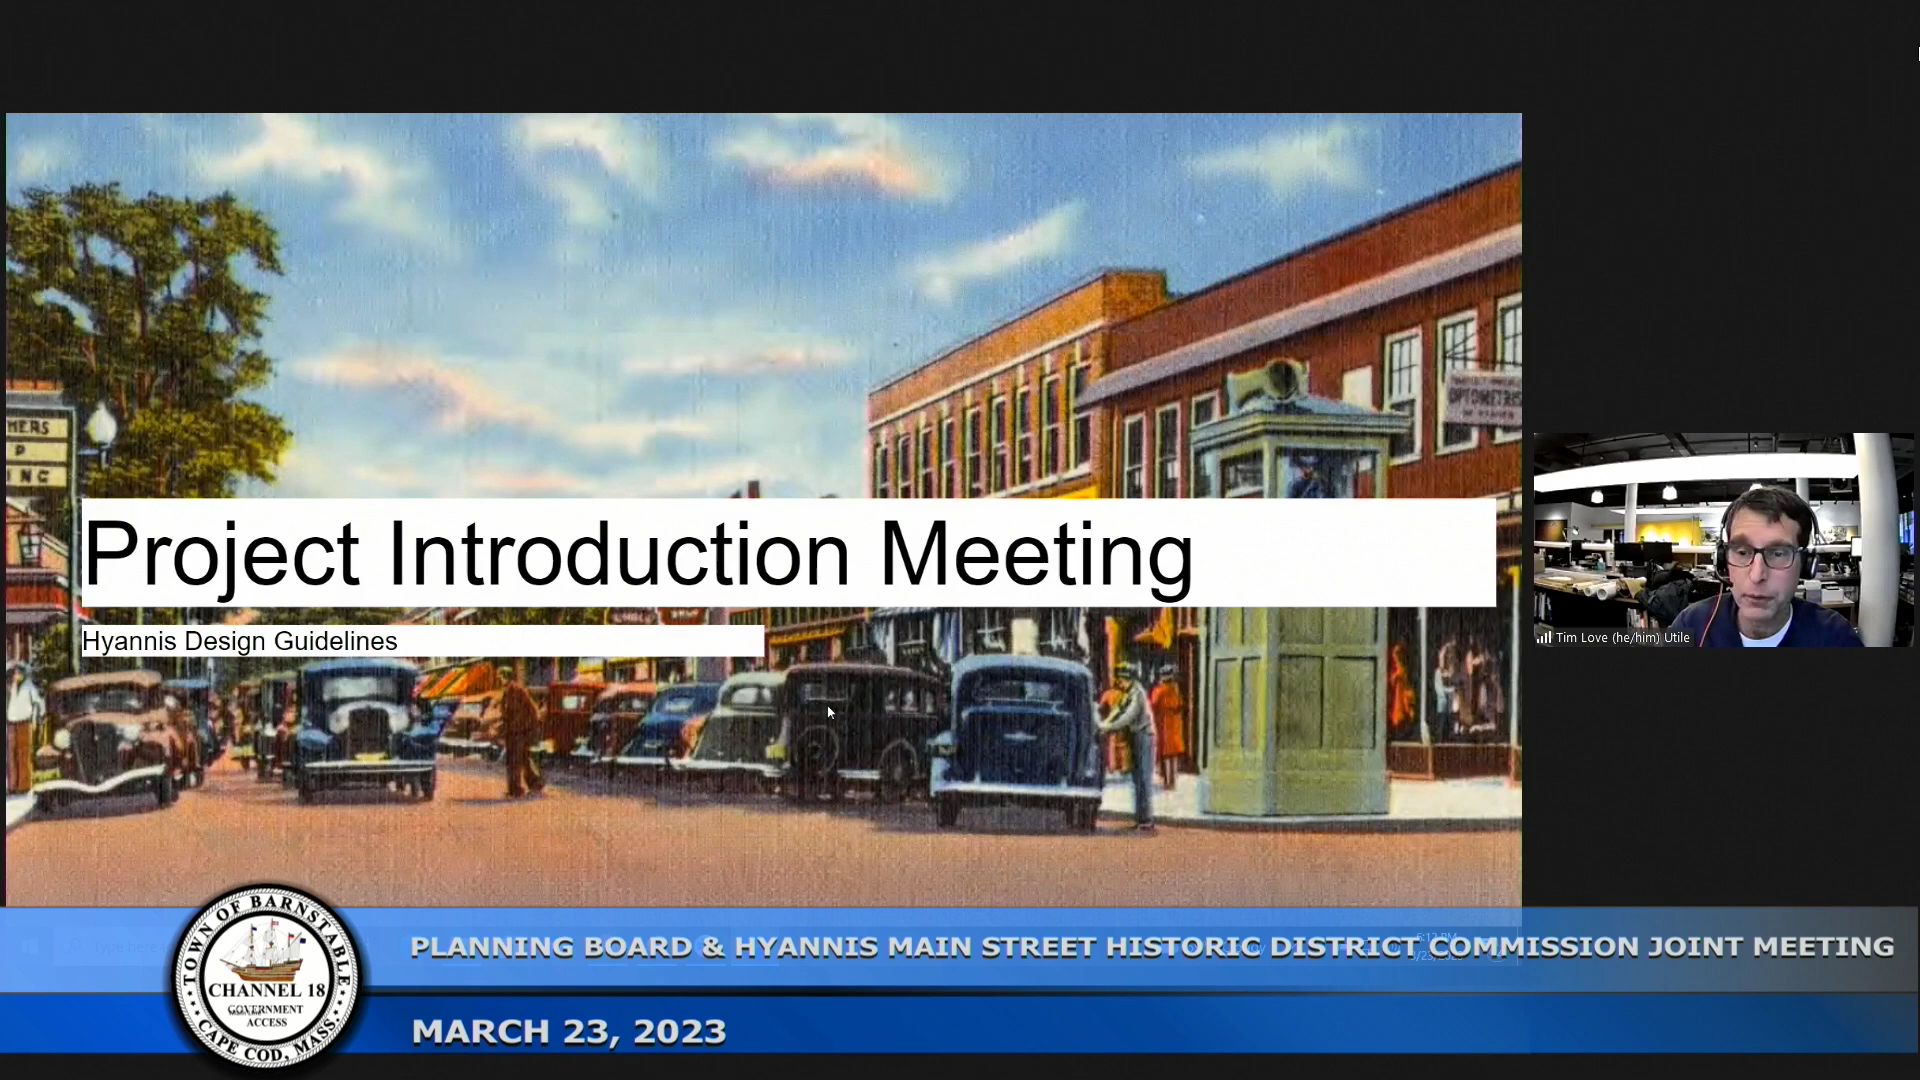 MERS
P
NC
OPTOMETRIST
Project Introduction Meeting
Hyannis Design Guidelines
Tim Love (he/him) Utile
TOWN OF BARNSTABLE
CHANNEL 18
GOVERNMENT
ACCESS
CAPE COD, MASS.
PLANNING BOARD & HYANNIS MAIN STREET HISTORIC DISTRICT COMMISSION JOINT MEETING
MARCH 23, 2023